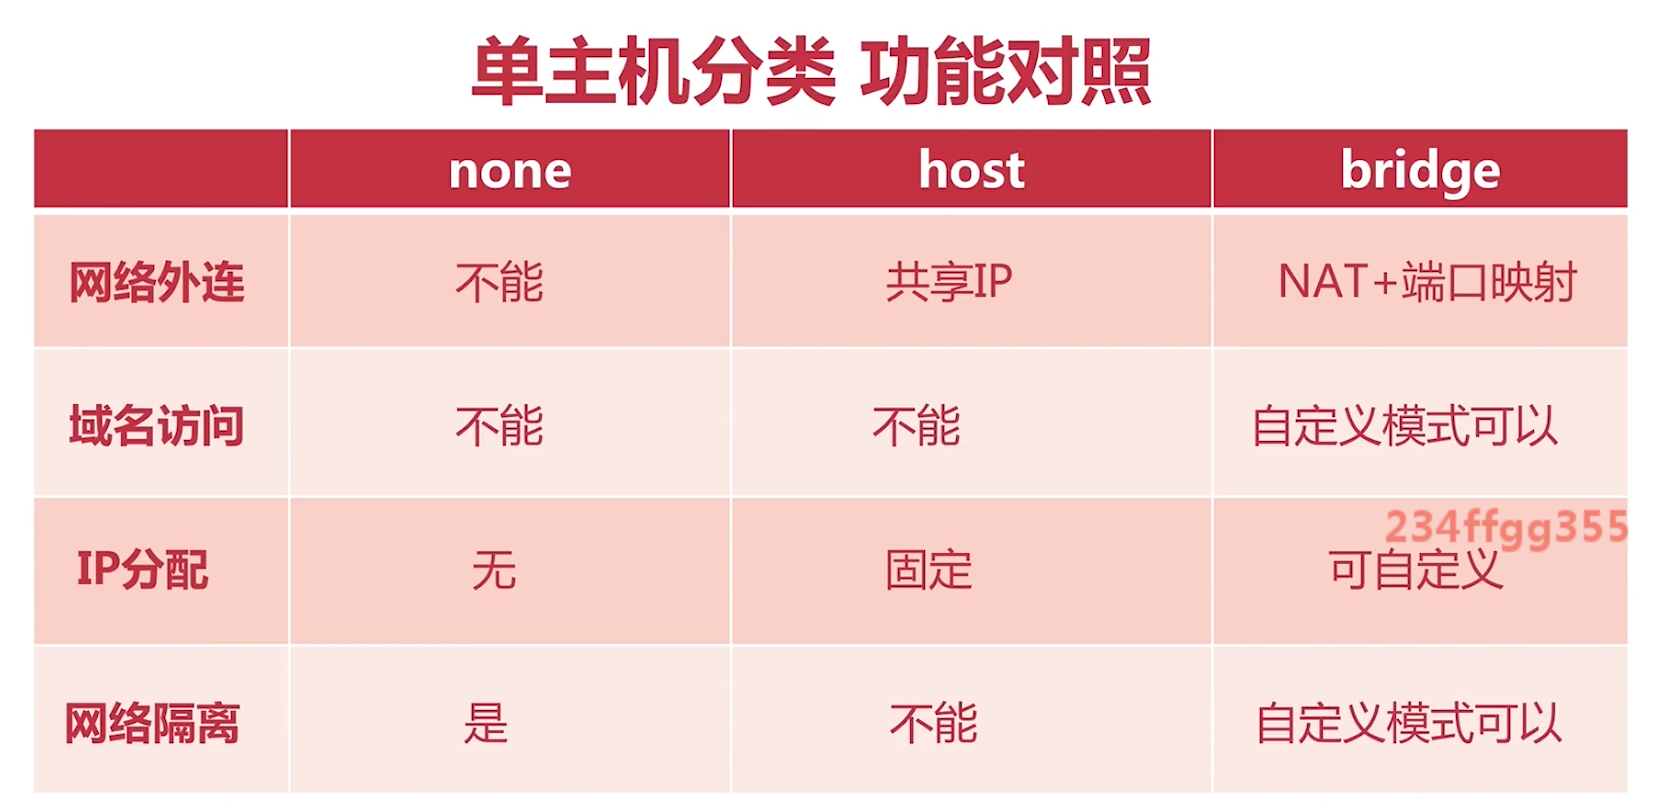 单主机分类 功能对照
none host bridge
网络外连 不能 共享IP NAT+端口映射
域名访问 不能 不能 自定义模式可以
234ffgg355
IP分配 无 固定 可自定义
网络隔离 是 不能 自定义模式可以